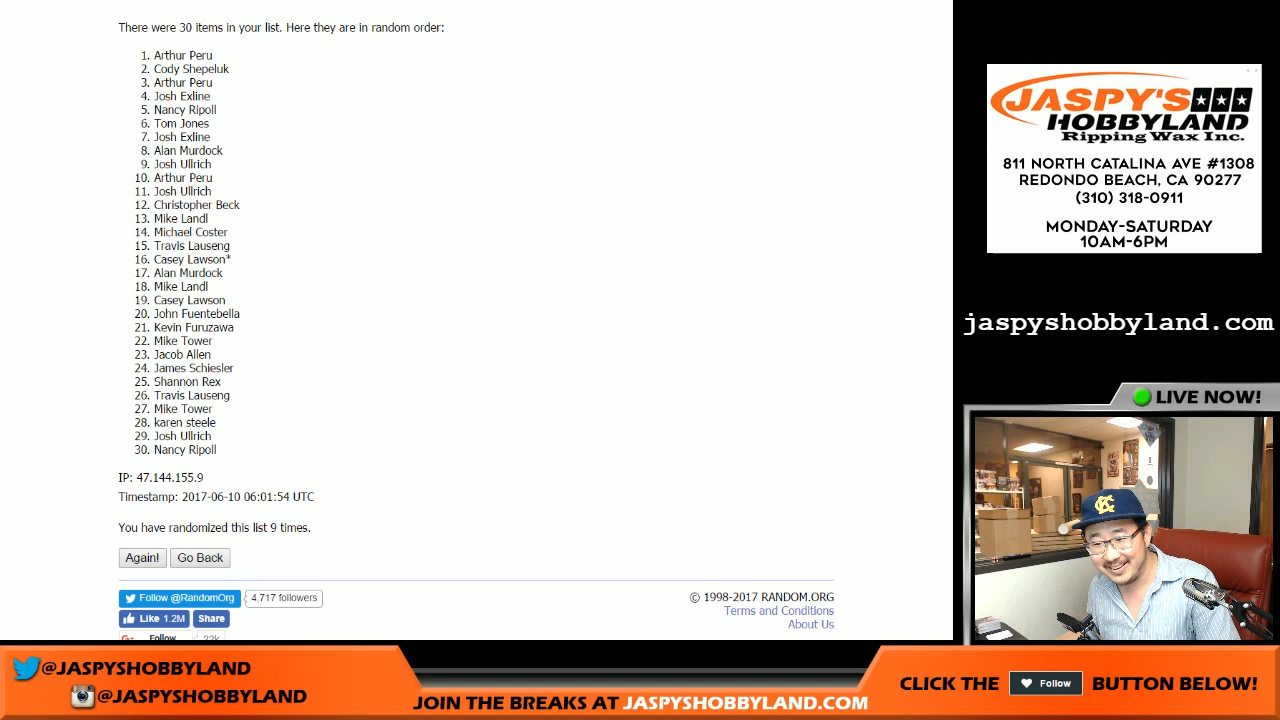 There were 30 items in your list. Here they are in random order:
1. Arthur Peru
2. Cody Shepeluk
3. Arthur Peru
4. Josh Exline
5. Nancy Ripoll
6. Tom Jones
7. Josh Exline
8. Alan Murdock
9. Josh Ullrich
10. Arthur Peru
11. Josh Ullrich
12. Christopher Beck
13. Mike Landl
14. Michael Coster
15. Travis Lauseng
16. Casey Lawson*
17. Alan Murdock
18. Mike Landl
19. Casey Lawson
20. John Fuentebella
21. Kevin Furuzawa
22. Mike Tower
23. Jacob Allen
24. James Schiesler
25. Shannon Rex
26. Travis Lauseng
27. Mike Tower
28. karen steele
29. Josh Ullrich
30. Nancy Ripoll
IP: 47.144.155.9
Timestamp: 2017-06-10 06:01:54 UTC
You have randomized this list 9 times.
Again! Go Back
Follow @RandomOrg 4,717 followers
Like 1.2M Share
Follow 22k
© 1998-2017 RANDOM.ORG
Terms and Conditions
About Us
JASPY'S
HOBBYLAND
Ripping Wax Inc.
811 NORTH CATALINA AVE #1308
REDONDO BEACH, CA 90277
(310) 318-0911
MONDAY-SATURDAY
10AM-6PM
jaspyshobbyland.com
LIVE NOW!
@JASPYSHOBBYLAND
@JASPYSHOBBYLAND
JOIN THE BREAKS AT JASPYSHOBBYLAND.COM
CLICK THE Follow BUTTON BELOW!